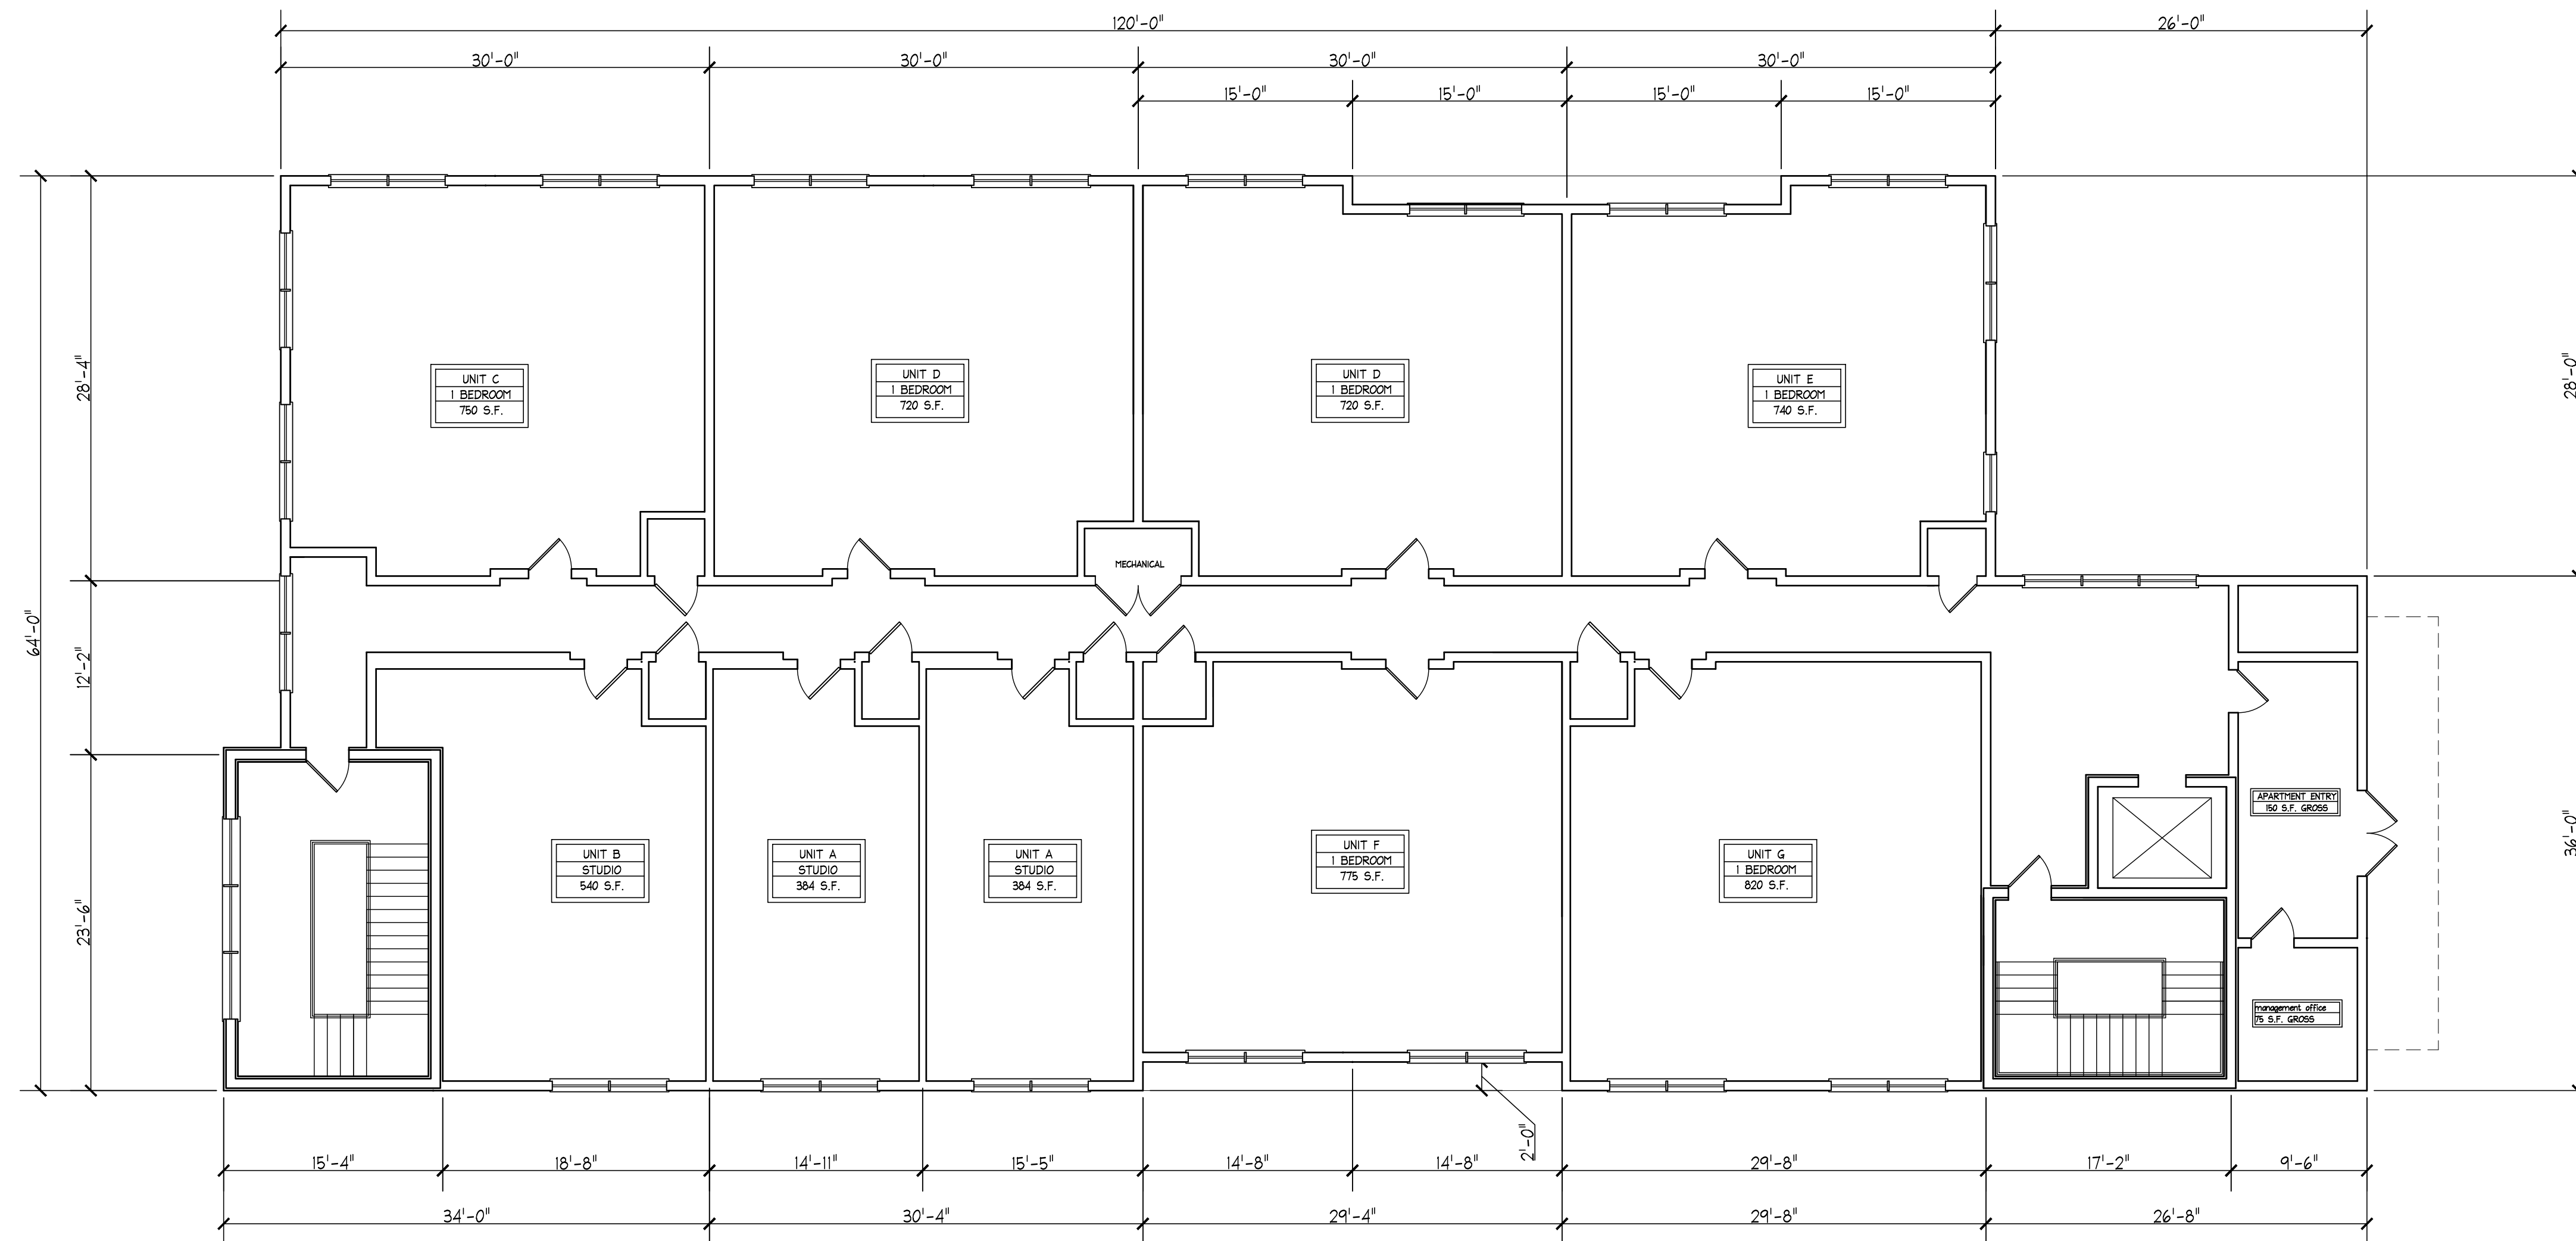 120'-0"
26'-0"
30'-0"
30'-0"
30'-0"
30'-0"
15'-0"
15'-0"
15'-0"
15'-0"
64'-0"
28'-4"
12'-2"
23'-6"
28'-0"
36'-0"
UNIT C
1 BEDROOM
750 S.F.
UNIT D
1 BEDROOM
720 S.F.
UNIT D
1 BEDROOM
720 S.F.
UNIT E
1 BEDROOM
740 S.F.
MECHANICAL
UNIT B
STUDIO
540 S.F.
UNIT A
STUDIO
384 S.F.
UNIT A
STUDIO
384 S.F.
UNIT F
1 BEDROOM
775 S.F.
UNIT G
1 BEDROOM
820 S.F.
APARTMENT ENTRY
150 S.F. GROSS
management office
75 S.F. GROSS
2'-0"
15'-4"
18'-8"
14'-11"
15'-5"
14'-8"
14'-8"
29'-8"
17'-2"
9'-6"
34'-0"
30'-4"
29'-4"
29'-8"
26'-8"